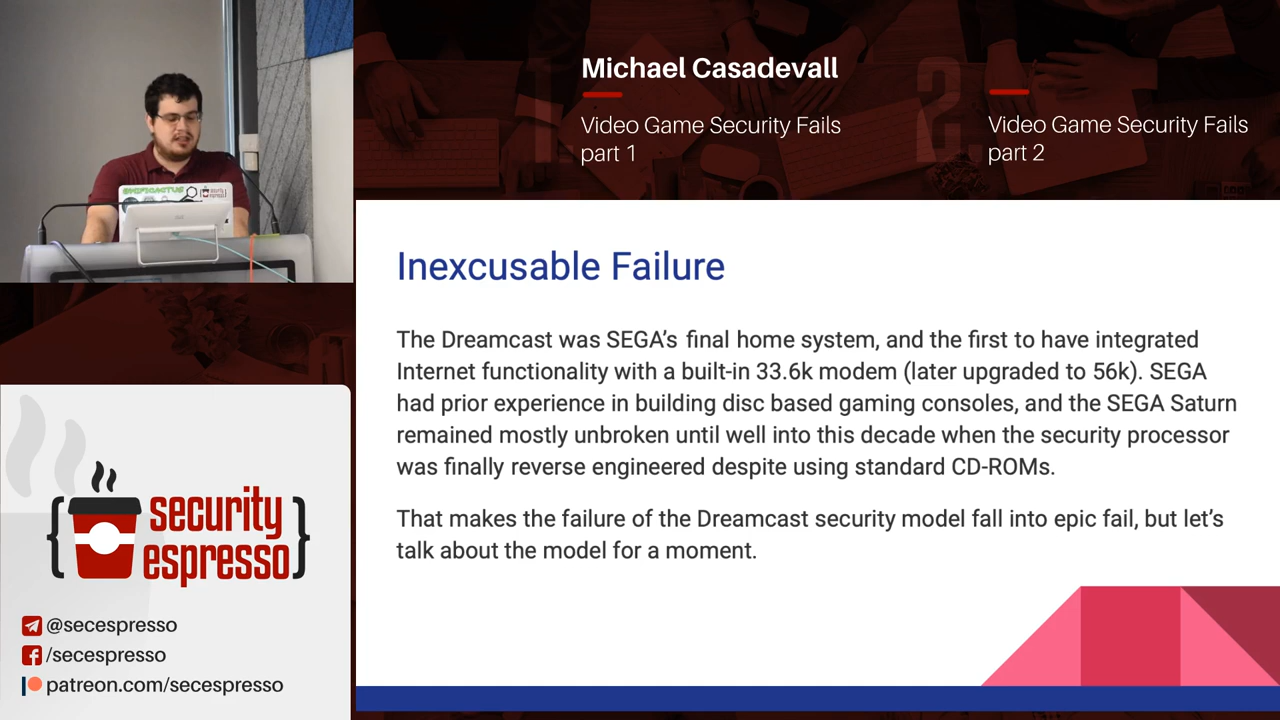 1.
Michael Casadevall
Video Game Security Fails
part 1
2.
Video Game Security Fails
part 2
Inexcusable Failure
The Dreamcast was SEGA’s final home system, and the first to have integrated
Internet functionality with a built-in 33.6k modem (later upgraded to 56k). SEGA
had prior experience in building disc based gaming consoles, and the SEGA Saturn
remained mostly unbroken until well into this decade when the security processor
was finally reverse engineered despite using standard CD-ROMs.
That makes the failure of the Dreamcast security model fall into epic fail, but let’s
talk about the model for a moment.
security
espresso
@secespresso
/secespresso
patreon.com/secespresso